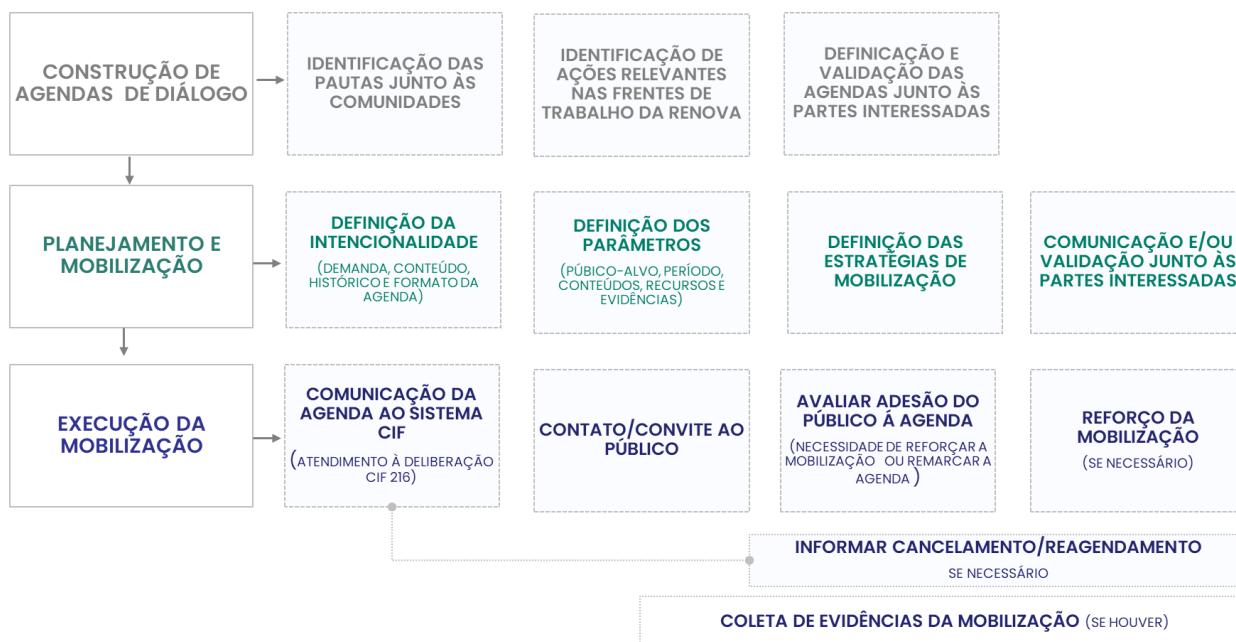 CONSTRUÇÃO DE
AGENDAS DE DIÁLOGO
IDENTIFICAÇÃO DAS
PAUTAS JUNTO ÀS
COMUNIDADES
IDENTIFICAÇÃO DE
AÇÕES RELEVANTES
NAS FRENTES DE
TRABALHO DA RENOVA
DEFINICAÇÃO E
VALIDAÇÃO DAS
AGENDAS JUNTO ÀS
PARTES INTERESSADAS
PLANEJAMENTO E
MOBILIZAÇÃO
DEFINIÇÃO DA
INTENCIONALIDADE
(DEMANDA, CONTEÚDO,
HISTÓRICO E FORMATO DA
AGENDA)
DEFINIÇÃO DOS
PARÂMETROS
(PÚBICO-ALVO, PERÍODO,
CONTEÚDOS, RECURSOS E
EVIDÊNCIAS)
DEFINIÇÃO DAS
ESTRATÉGIAS DE
MOBILIZAÇÃO
COMUNICAÇÃO E/OU
VALIDAÇÃO JUNTO ÀS
PARTES INTERESSADAS
EXECUÇÃO DA
MOBILIZAÇÃO
COMUNICAÇÃO DA
AGENDA AO SISTEMA
CIF
(ATENDIMENTO À DELIBERAÇÃO
CIF 216)
CONTATO/CONVITE AO
PÚBLICO
AVALIAR ADESÃO DO
PÚBLICO Á AGENDA
(NECESSIDADE DE REFORÇAR A
MOBILIZAÇÃO OU REMARCAR A
AGENDA)
REFORÇO DA
MOBILIZAÇÃO
(SE NECESSÁRIO)
INFORMAR CANCELAMENTO/REAGENDAMENTO
SE NECESSÁRIO
COLETA DE EVIDÊNCIAS DA MOBILIZAÇÃO (SE HOUVER)